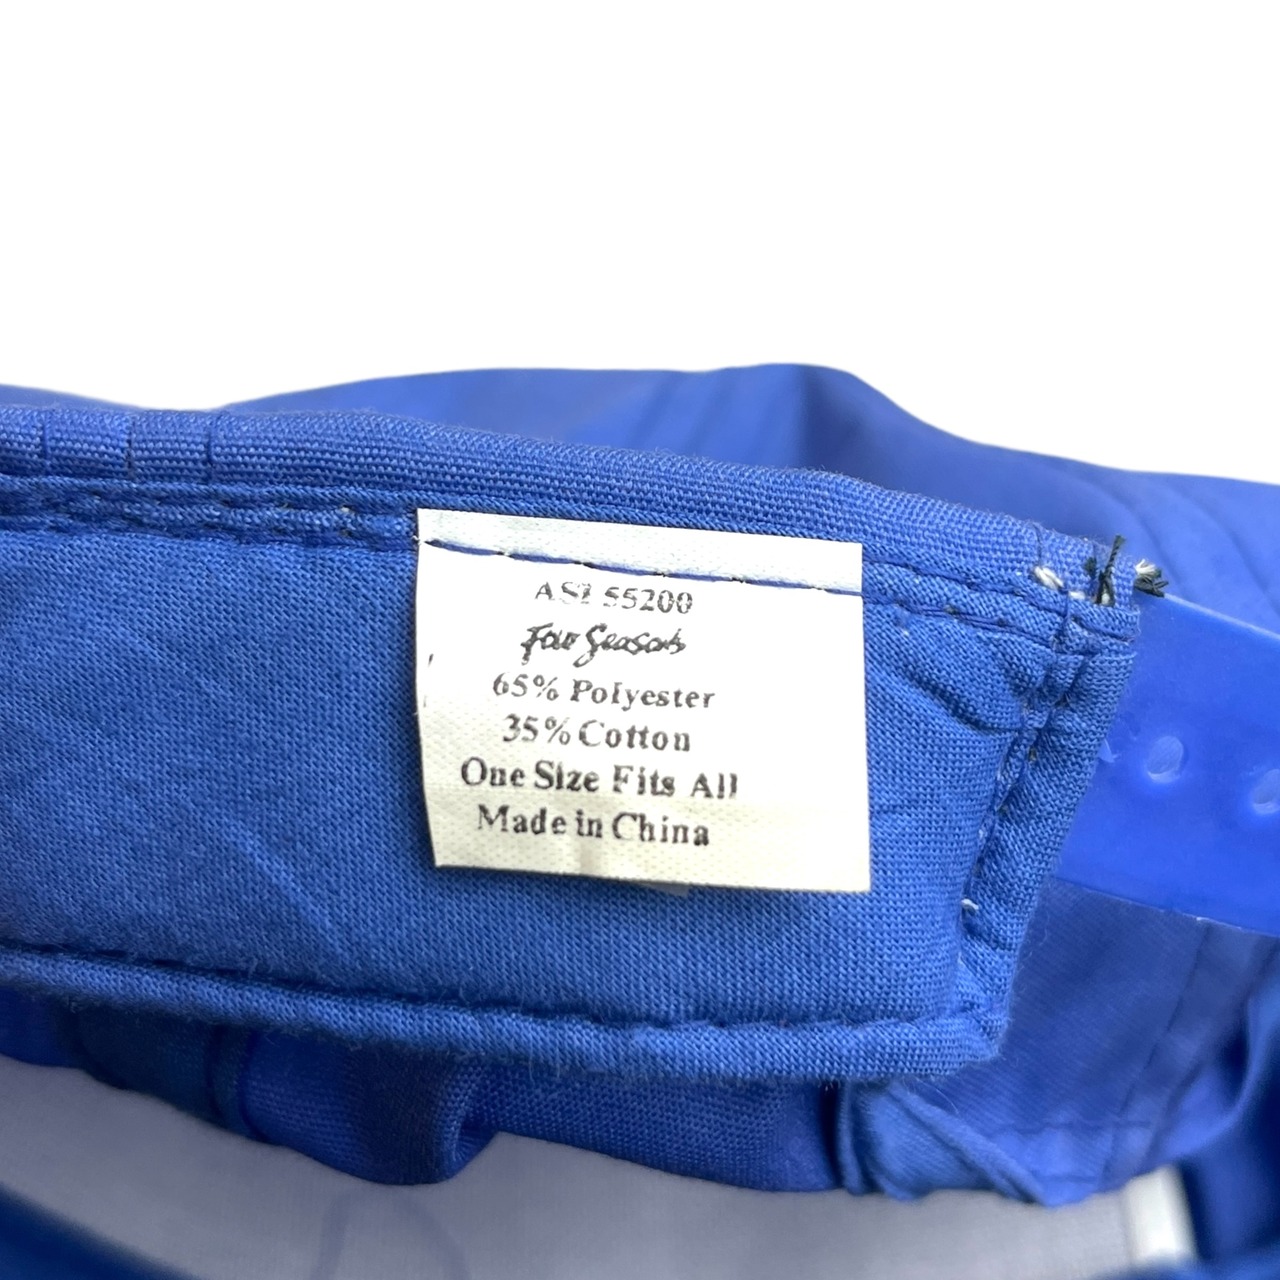 ASI 55200
Four Seasons
65% Polyester
35% Cotton
One Size Fits All
Made in China